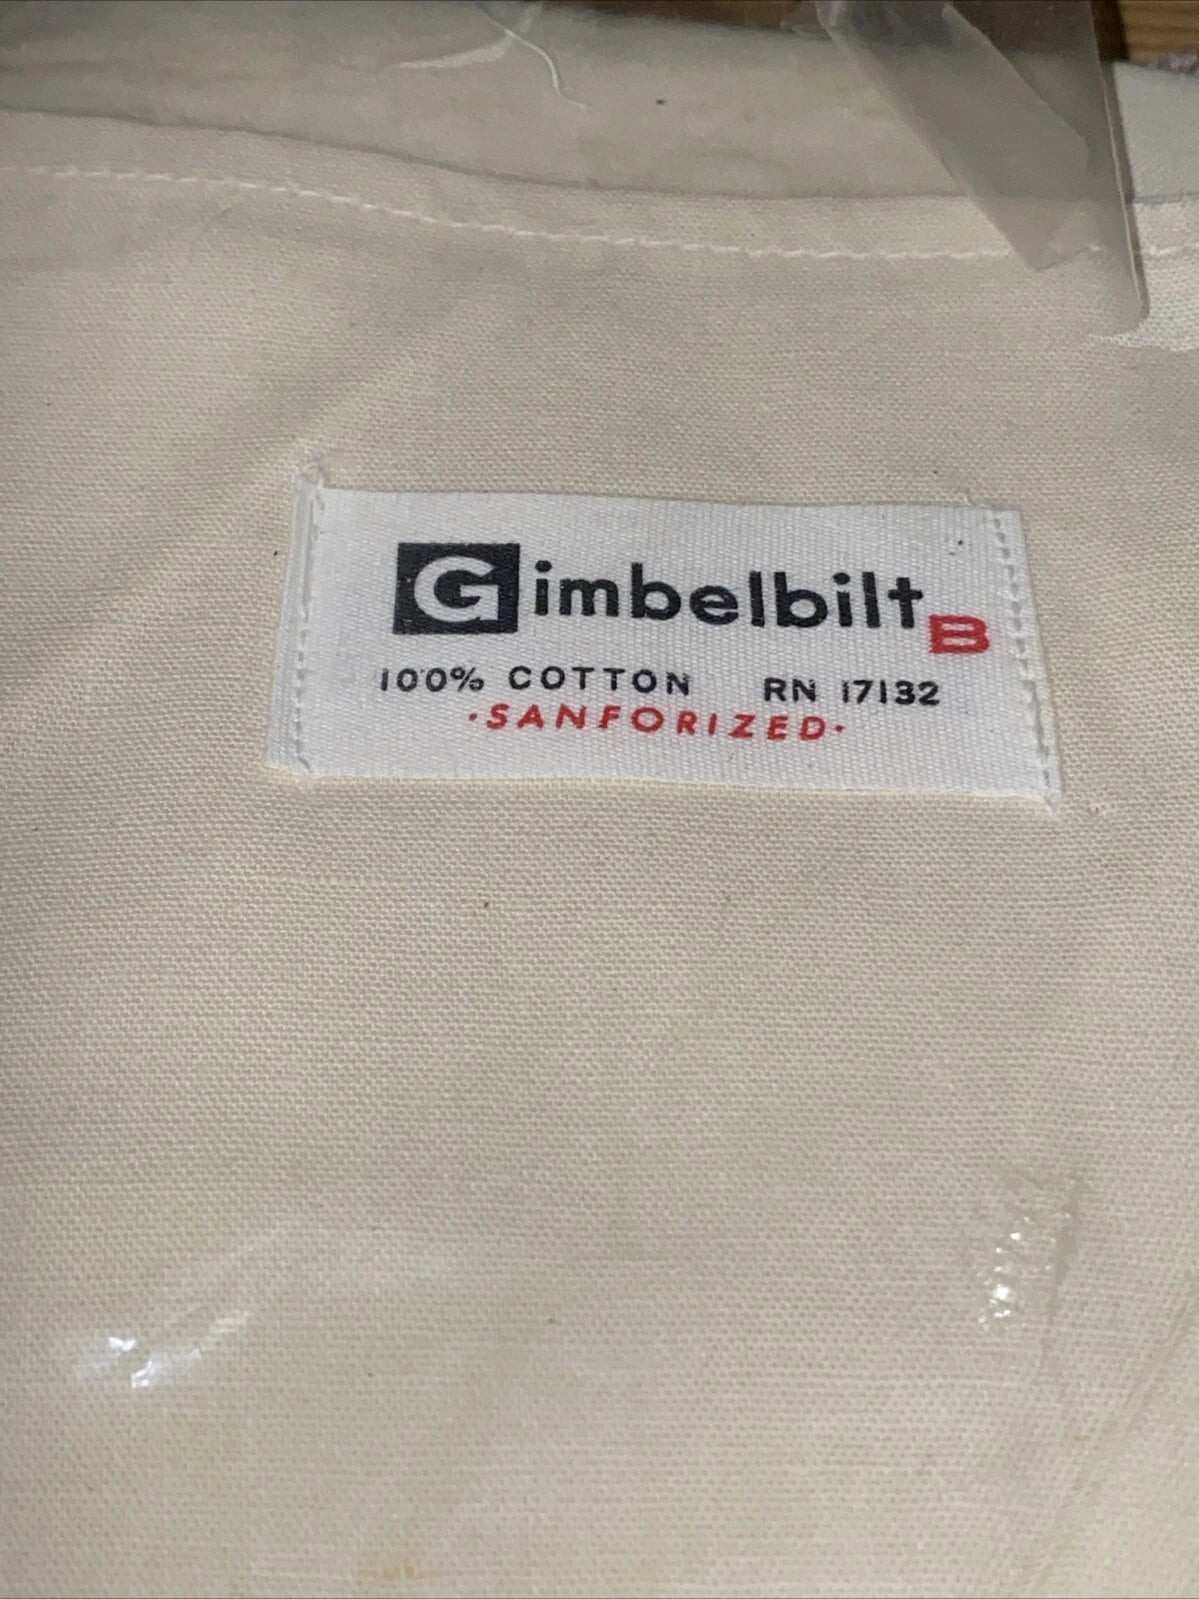 Gimbelbilt B
100% COTTON RN 17132
·SANFORIZED·